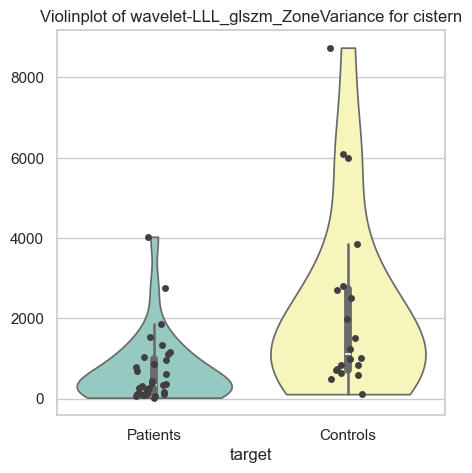 Violinplot of wavelet-LLL_glszm_ZoneVariance for cistern
8000
6000
4000
2000
0
Patients
Controls
target